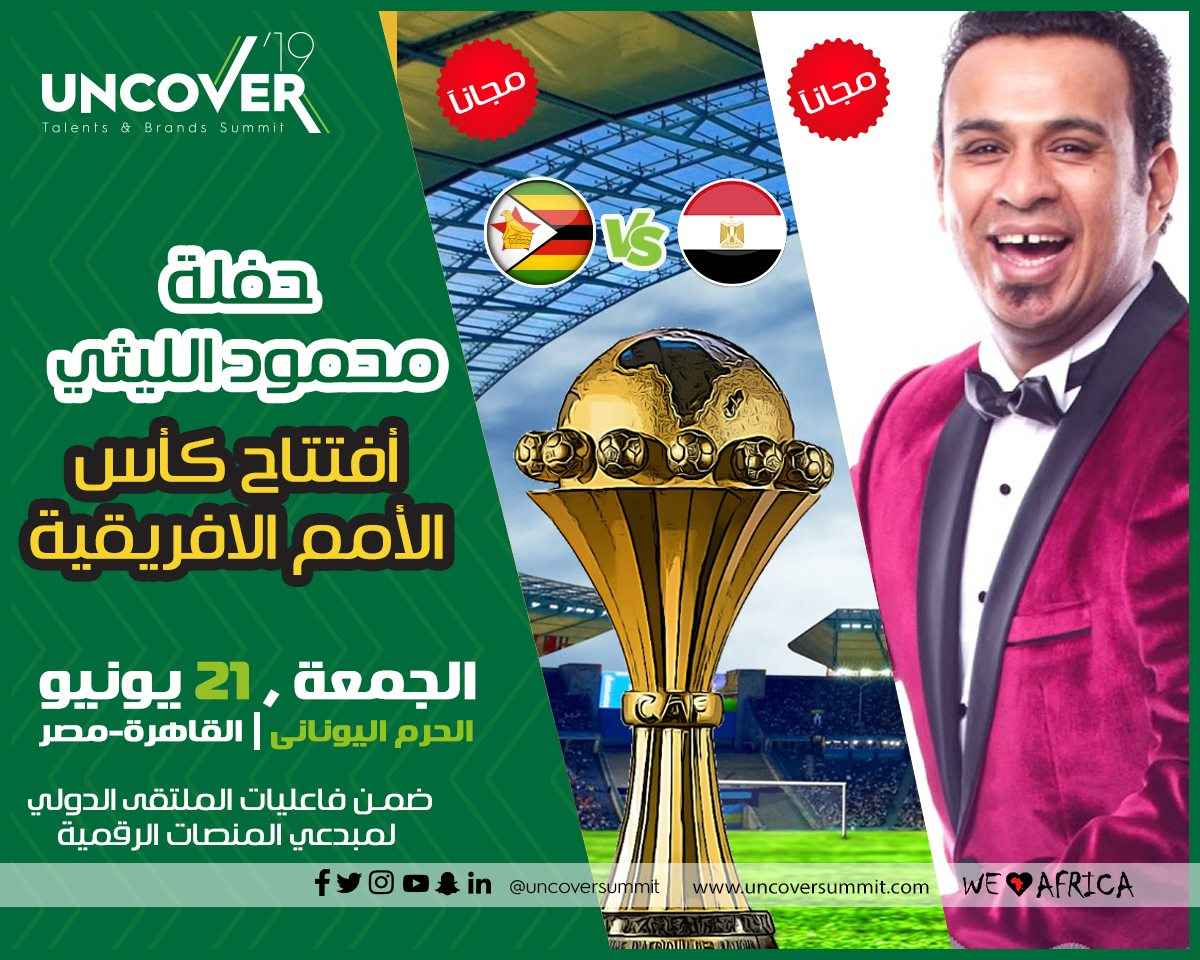 UNCOVER '19
Talents & Brands Summit
مجاناً
مجاناً
VS
حفلة
محمود الليثي
أفتتاح كأس
الأمم الافريقية
الجمعة , 21 يونيو
الحرم اليونانى | القاهرة-مصر
ضمن فاعليات الملتقى الدولي
لمبدعي المنصات الرقمية
CAF
@uncoversummit www.uncoversummit.com WE AFRICA